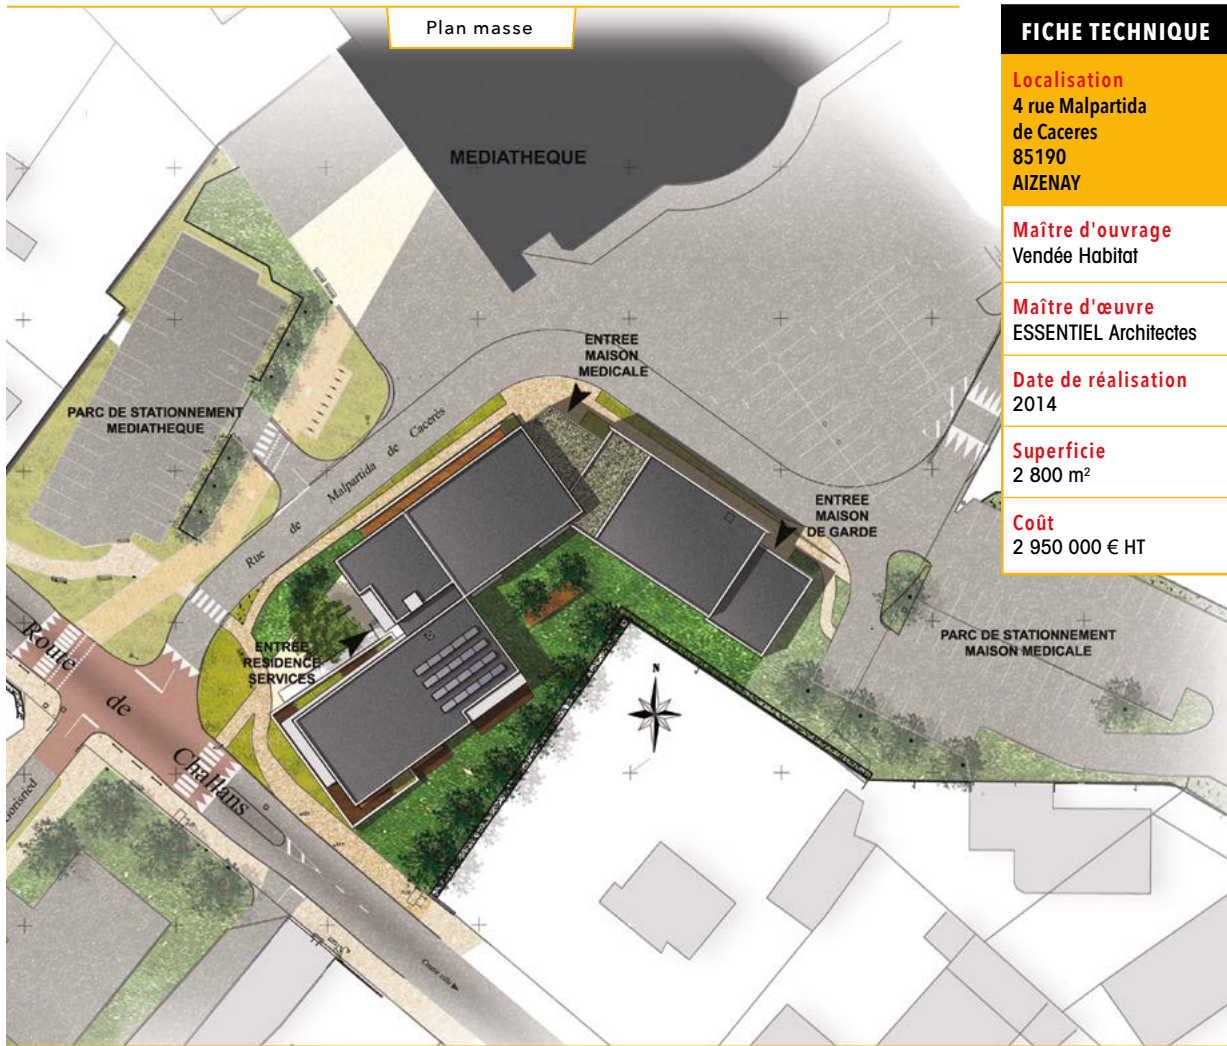 Plan masse
MEDIATHEQUE
ENTREE
MAISON
MEDICALE
PARC DE STATIONNEMENT
MEDIATHEQUE
Rue de Malpartida de Cacerès
ENTREE
MAISON
DE GARDE
ENTREE
RESIDENCE
SERVICES
PARC DE STATIONNEMENT
MAISON MEDICALE
N
Route de Challans
Centre ville
FICHE TECHNIQUE
Localisation
4 rue Malpartida
de Caceres
85190
AIZENAY
Maître d'ouvrage
Vendée Habitat
Maître d'œuvre
ESSENTIEL Architectes
Date de réalisation
2014
Superficie
2 800 m²
Coût
2 950 000 € HT